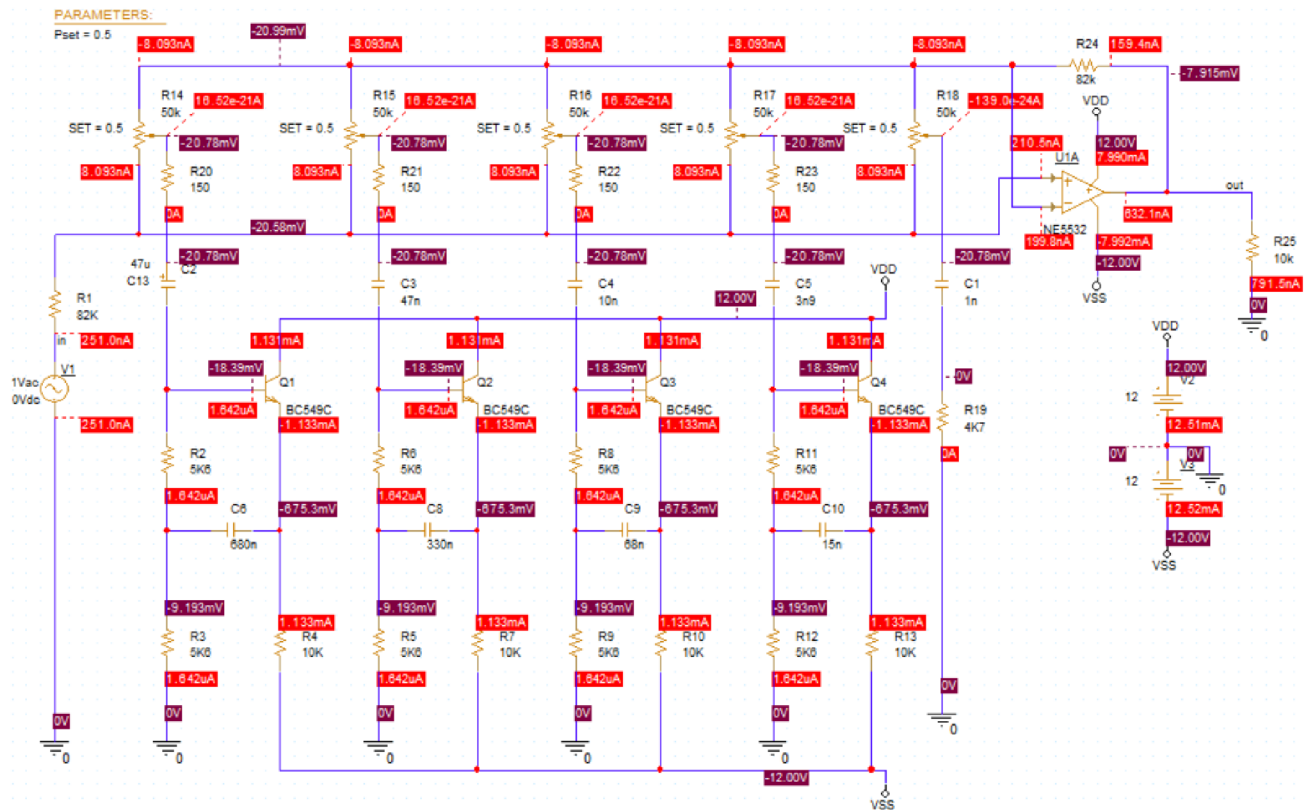 PARAMETERS:
Pset = 0.5
-20.99mV
-8.093nA
-8.093nA
-8.093nA
-8.093nA
-8.093nA
R24
159.4nA
82k
-7.915mV
R14
50k
16.52e-21A
R15
50k
16.52e-21A
R16
50k
16.52e-21A
R17
50k
16.52e-21A
R18
50k
-139.0e-24A
VDD
SET = 0.5
SET = 0.5
SET = 0.5
SET = 0.5
SET = 0.5
-20.78mV
-20.78mV
-20.78mV
-20.78mV
210.5nA
12.00V
7.990mA
U1A
8.093nA
8.093nA
8.093nA
8.093nA
8.093nA
R20
150
R21
150
R22
150
R23
150
out
632.1nA
NE5532
199.8nA
-7.992mA
-12.00V
VSS
0A
0A
0A
0A
-20.58mV
R25
10k
791.5nA
0V
0
-20.78mV
-20.78mV
-20.78mV
-20.78mV
-20.78mV
47u
C2
C13
C3
47n
C4
10n
C5
3n9
C1
1n
VDD
12.00V
R1
82K
in
251.0nA
V1
1Vac
0Vdc
251.0nA
1.131mA
1.131mA
1.131mA
1.131mA
-18.39mV
-18.39mV
-18.39mV
-18.39mV
0V
Q1
Q2
Q3
Q4
1.642uA
1.642uA
1.642uA
1.642uA
BC549C
BC549C
BC549C
BC549C
-1.133mA
-1.133mA
-1.133mA
-1.133mA
R19
4K7
0A
VDD
12.00V
V2
12
12.51mA
0V
0V
0
V3
12
12.52mA
-12.00V
VSS
R2
5K6
R6
5K6
R8
5K6
R11
5K6
1.642uA
1.642uA
1.642uA
1.642uA
-675.3mV
-675.3mV
-675.3mV
-675.3mV
C6
680n
C8
330n
C9
68n
C10
15n
-9.193mV
-9.193mV
-9.193mV
-9.193mV
1.133mA
1.133mA
1.133mA
1.133mA
R3
5K6
R4
10K
R5
5K6
R7
10K
R9
5K6
R10
10K
R12
5K6
R13
10K
1.642uA
1.642uA
1.642uA
1.642uA
0V
0V
0V
0V
0V
0V
0
0
0
0
0
0
-12.00V
VSS